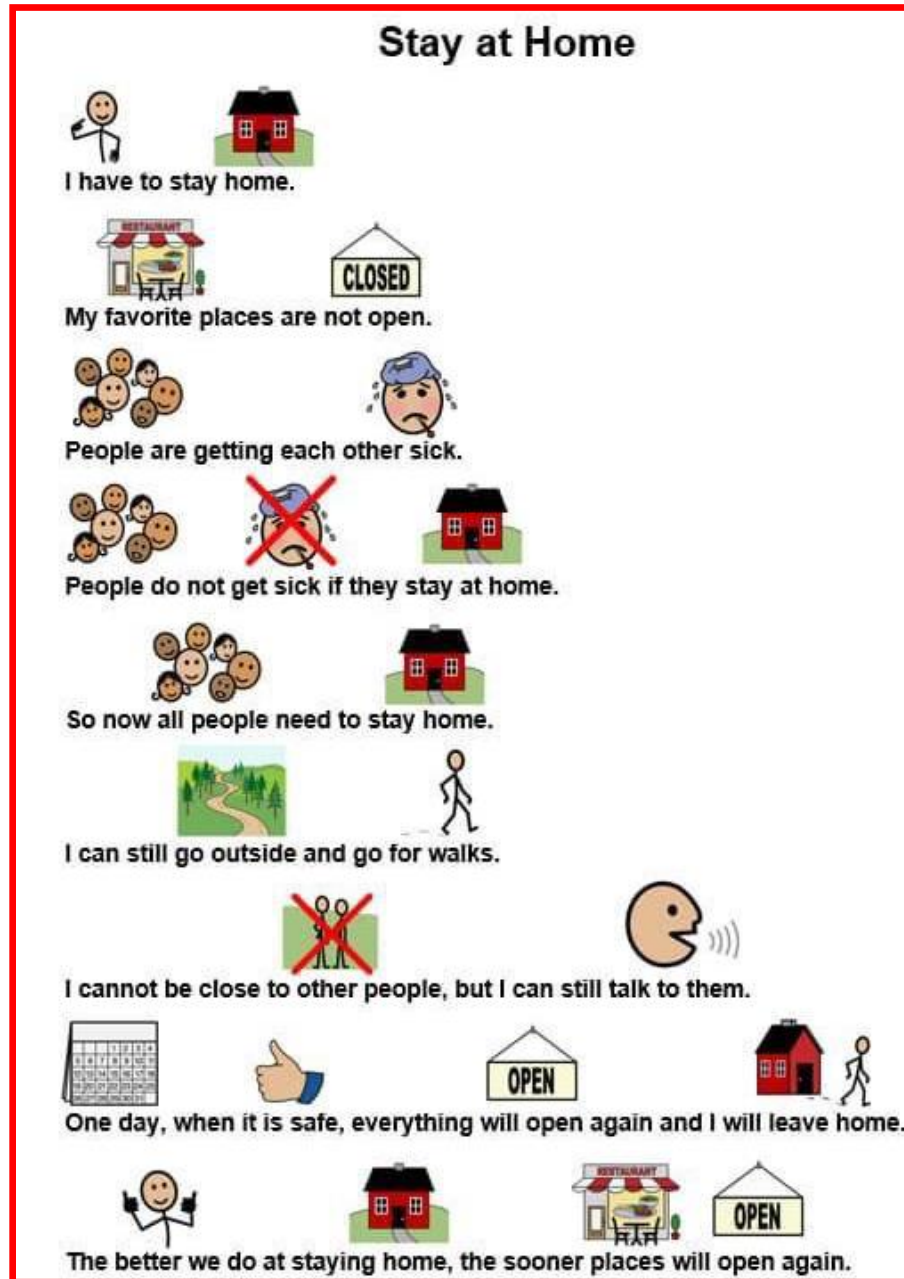 Stay at Home
I have to stay home.
RESTAURANT
CLOSED
My favorite places are not open.
People are getting each other sick.
People do not get sick if they stay at home.
So now all people need to stay home.
I can still go outside and go for walks.
I cannot be close to other people, but I can still talk to them.
OPEN
One day, when it is safe, everything will open again and I will leave home.
RESTAURANT
OPEN
The better we do at staying home, the sooner places will open again.